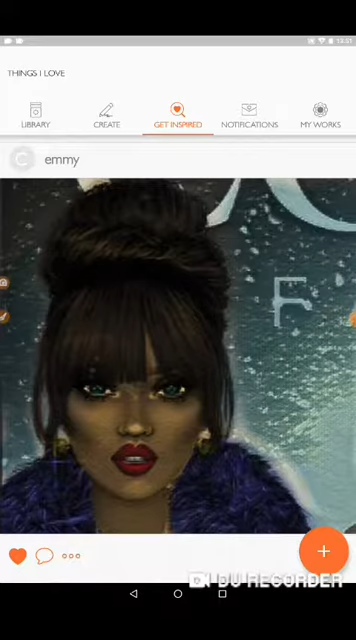 THINGS I LOVE
LIBRARY
CREATE
GET INSPIRED
NOTIFICATIONS
MY WORKS
emmy
F
DU RECORDER